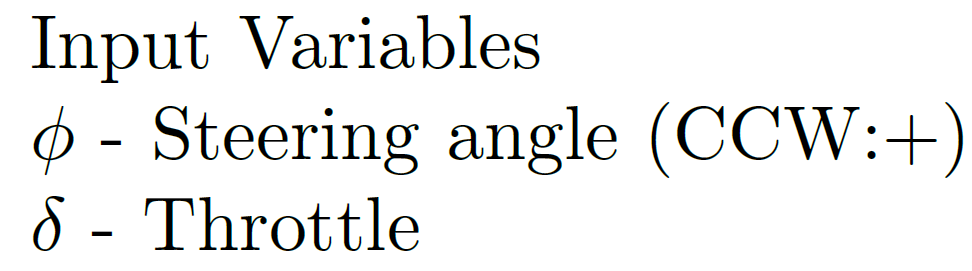 Input Variables
ϕ - Steering angle (CCW:+)
δ - Throttle